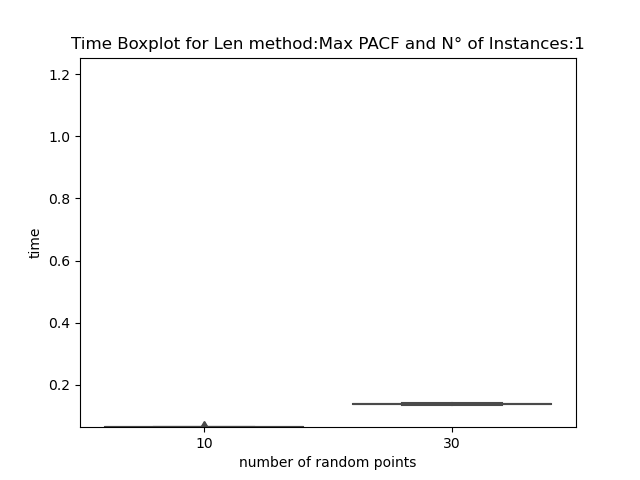 Time Boxplot for Len method:Max PACF and N° of Instances:1
1.2
1.0
0.8
0.6
0.4
0.2
time
10 30
number of random points